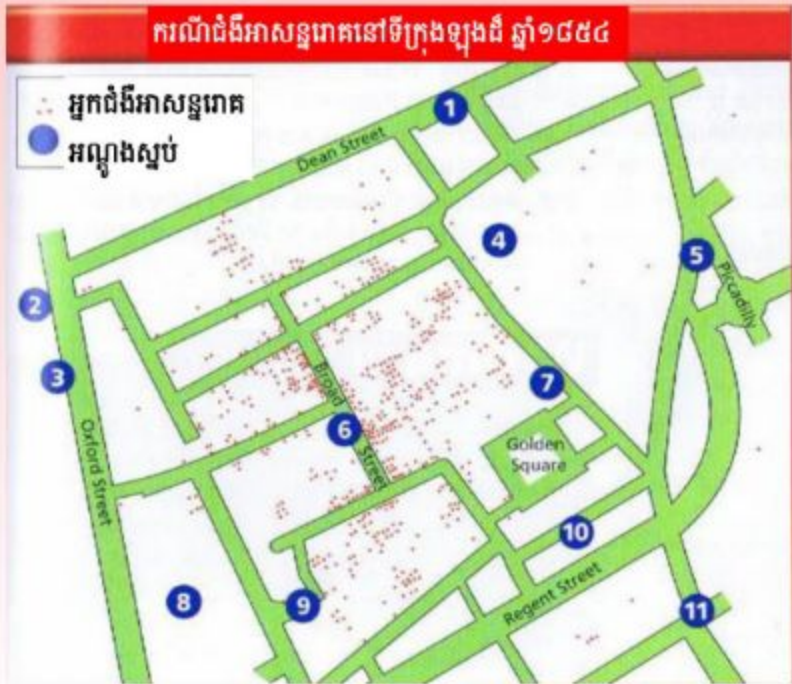 ករណីជំងឺអាសន្នរោគនៅទីក្រុងឡុងដ៍ ឆ្នាំ១៨៥៤
អ្នកជំងឺអាសន្នរោគ
អណ្តូងស្នប់
1
Dean Street
4
5
Piccadilly
2
3
7
Broad
6
Street
Golden
Square
Oxford Street
10
8
9
Regent Street
11